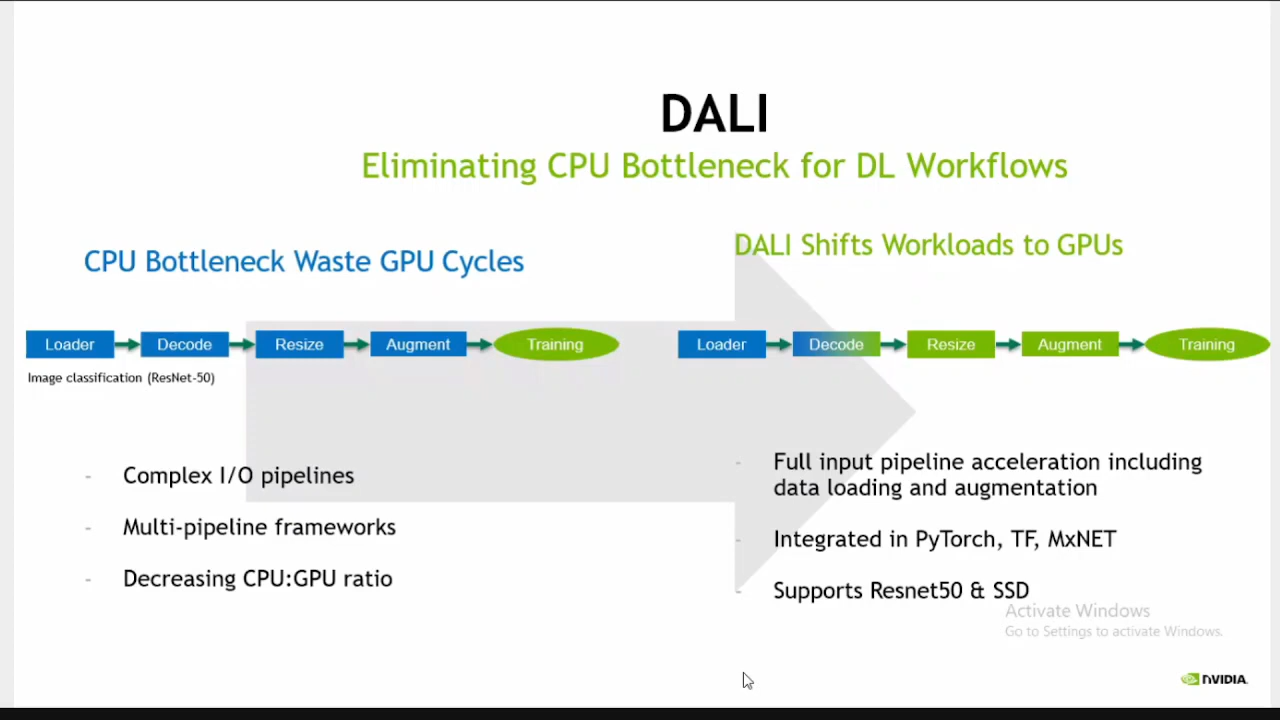 DALI
Eliminating CPU Bottleneck for DL Workflows
CPU Bottleneck Waste GPU Cycles
Loader
Decode
Resize
Augment
Training
Image classification (ResNet-50)
- Complex I/O pipelines
- Multi-pipeline frameworks
- Decreasing CPU:GPU ratio
DALI Shifts Workloads to GPUs
Loader
Decode
Resize
Augment
Training
- Full input pipeline acceleration including
data loading and augmentation
- Integrated in PyTorch, TF, MxNET
- Supports Resnet50 & SSD
Activate Windows
Go to Settings to activate Windows.
NVIDIA.